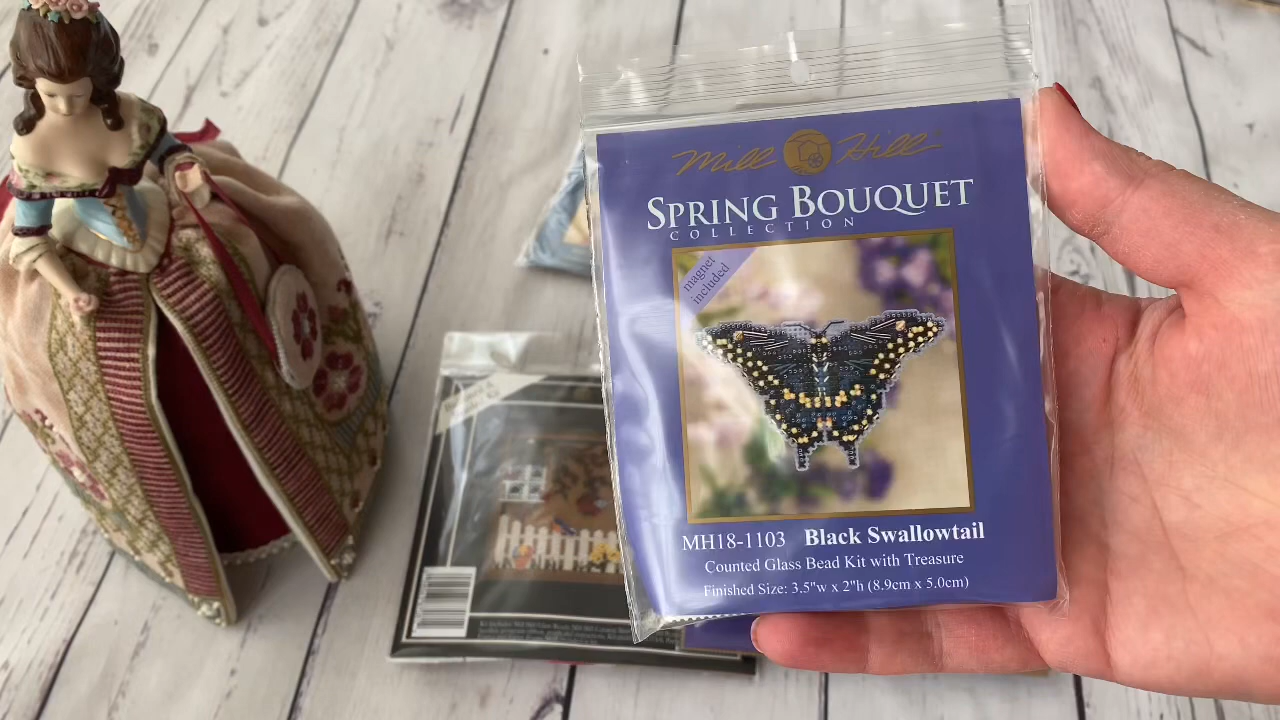 Mill Hill
SPRING BOUQUET
COLLECTION
magnet
included
MH18-1103 Black Swallowtail
Counted Glass Bead Kit with Treasure
Finished Size: 3.5"w x 2"h (8.9cm x 5.0cm)